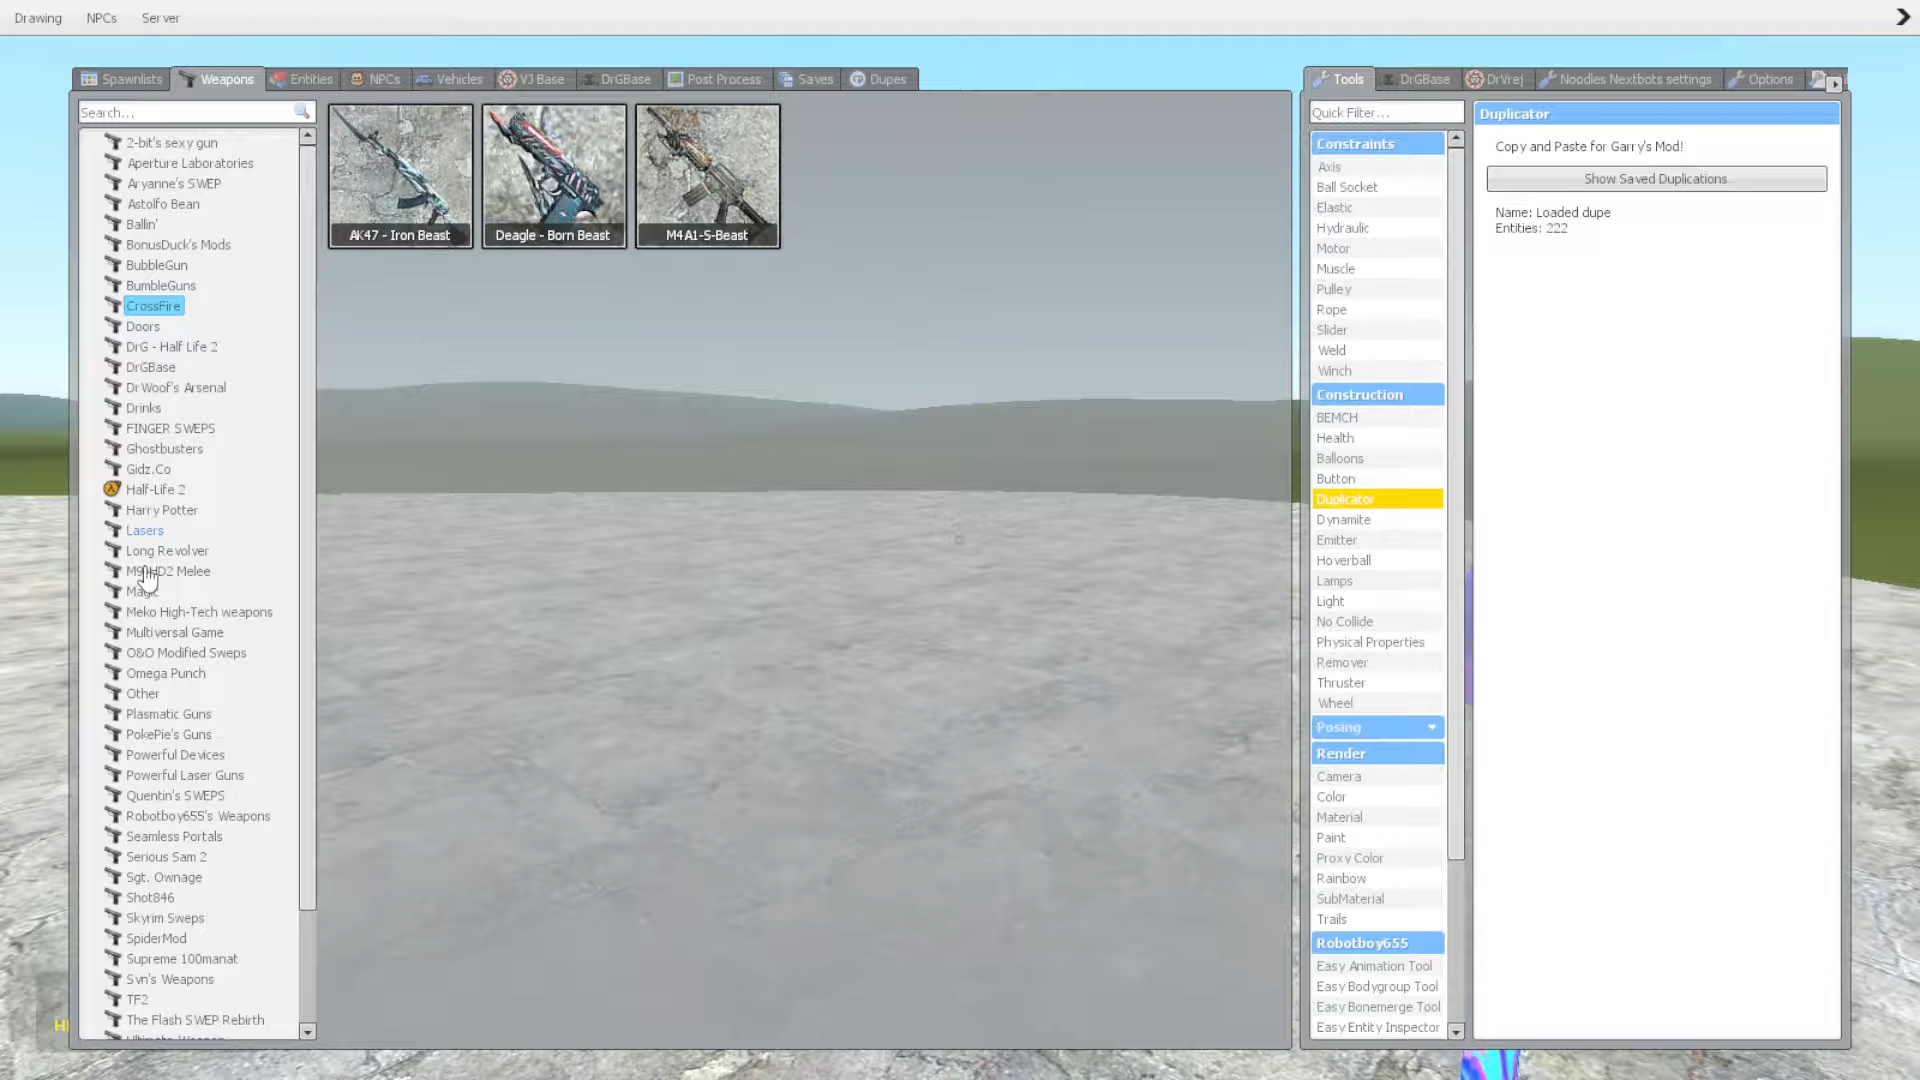 Drawing NPCs Server
Spawnlists Weapons Entities NPCs Vehicles VJ Base DrGBase Post Process Saves Dupes
Search...
2-bit's sexy gun
Aperture Laboratories
Aryanne's SWEP
Astolfo Bean
Ballin'
BonusDuck's Mods
BubbleGun
BumbleGuns
CrossFire
Doors
DrG - Half Life 2
DrGBase
DrWoof's Arsenal
Drinks
FINGER SWEPS
Ghostbusters
Gidz.Co
Half-Life 2
Harry Potter
Lasers
Long Revolver
Melee
Magic
Meko High-Tech weapons
Multiversal Game
O&O Modified Sweps
Omega Punch
Other
Plasmatic Guns
PokePie's Guns
Powerful Devices
Powerful Laser Guns
Quentin's SWEPS
Robotboy655's Weapons
Seamless Portals
Serious Sam 2
Sgt. Ownage
Shot846
Skyrim Sweps
SpiderMod
Supreme 100manat
Svn's Weapons
TF2
The Flash SWEP Rebirth
AK47 - Iron Beast
Deagle - Born Beast
M4A1-S-Beast
Tools DrGBase DrVrej Noodles Nextbots settings Options
Quick Filter...
Constraints
Axis
Ball Socket
Elastic
Hydraulic
Motor
Muscle
Pulley
Rope
Slider
Weld
Winch
Construction
BEMCH
Health
Balloons
Button
Duplicator
Dynamite
Emitter
Hoverball
Lamps
Light
No Collide
Physical Properties
Remover
Thruster
Wheel
Posing
Render
Camera
Color
Material
Paint
Proxy Color
Rainbow
SubMaterial
Trails
Robotboy655
Easy Animation Tool
Easy Bodygroup Tool
Easy Bonemerge Tool
Easy Entity Inspector
Duplicator
Copy and Paste for Garry's Mod!
Show Saved Duplications
Name: Loaded dupe
Entities: 222